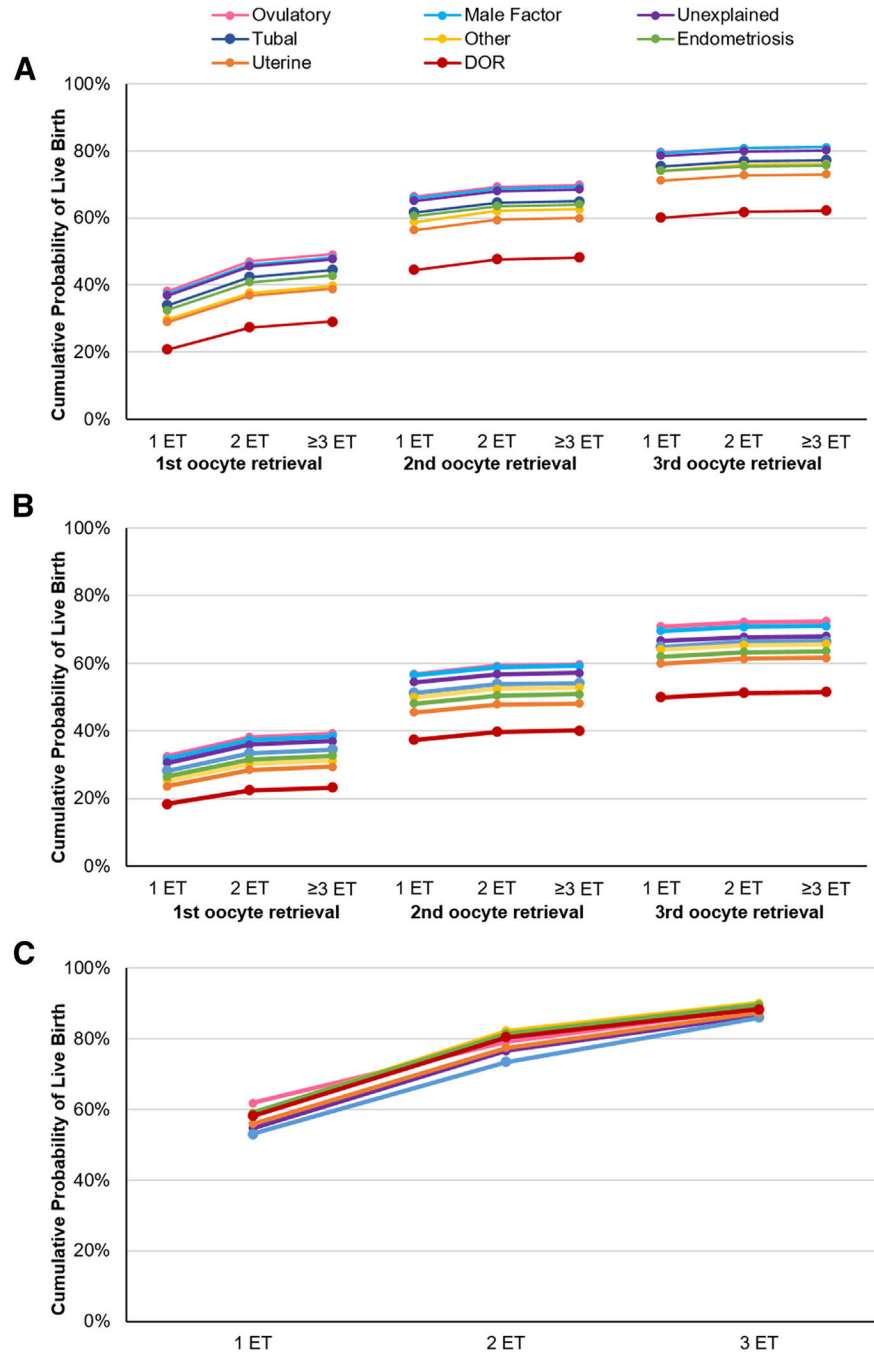 Ovulatory Male Factor Unexplained
Tubal Other Endometriosis
Uterine DOR
A
Cumulative Probability of Live Birth
100%
80%
60%
40%
20%
0%
1 ET 2 ET ≥3 ET 1 ET 2 ET ≥3 ET 1 ET 2 ET ≥3 ET
1st oocyte retrieval 2nd oocyte retrieval 3rd oocyte retrieval
B
Cumulative Probability of Live Birth
100%
80%
60%
40%
20%
0%
1 ET 2 ET ≥3 ET 1 ET 2 ET ≥3 ET 1 ET 2 ET ≥3 ET
1st oocyte retrieval 2nd oocyte retrieval 3rd oocyte retrieval
C
Cumulative Probability of Live Birth
100%
80%
60%
40%
20%
0%
1 ET 2 ET 3 ET